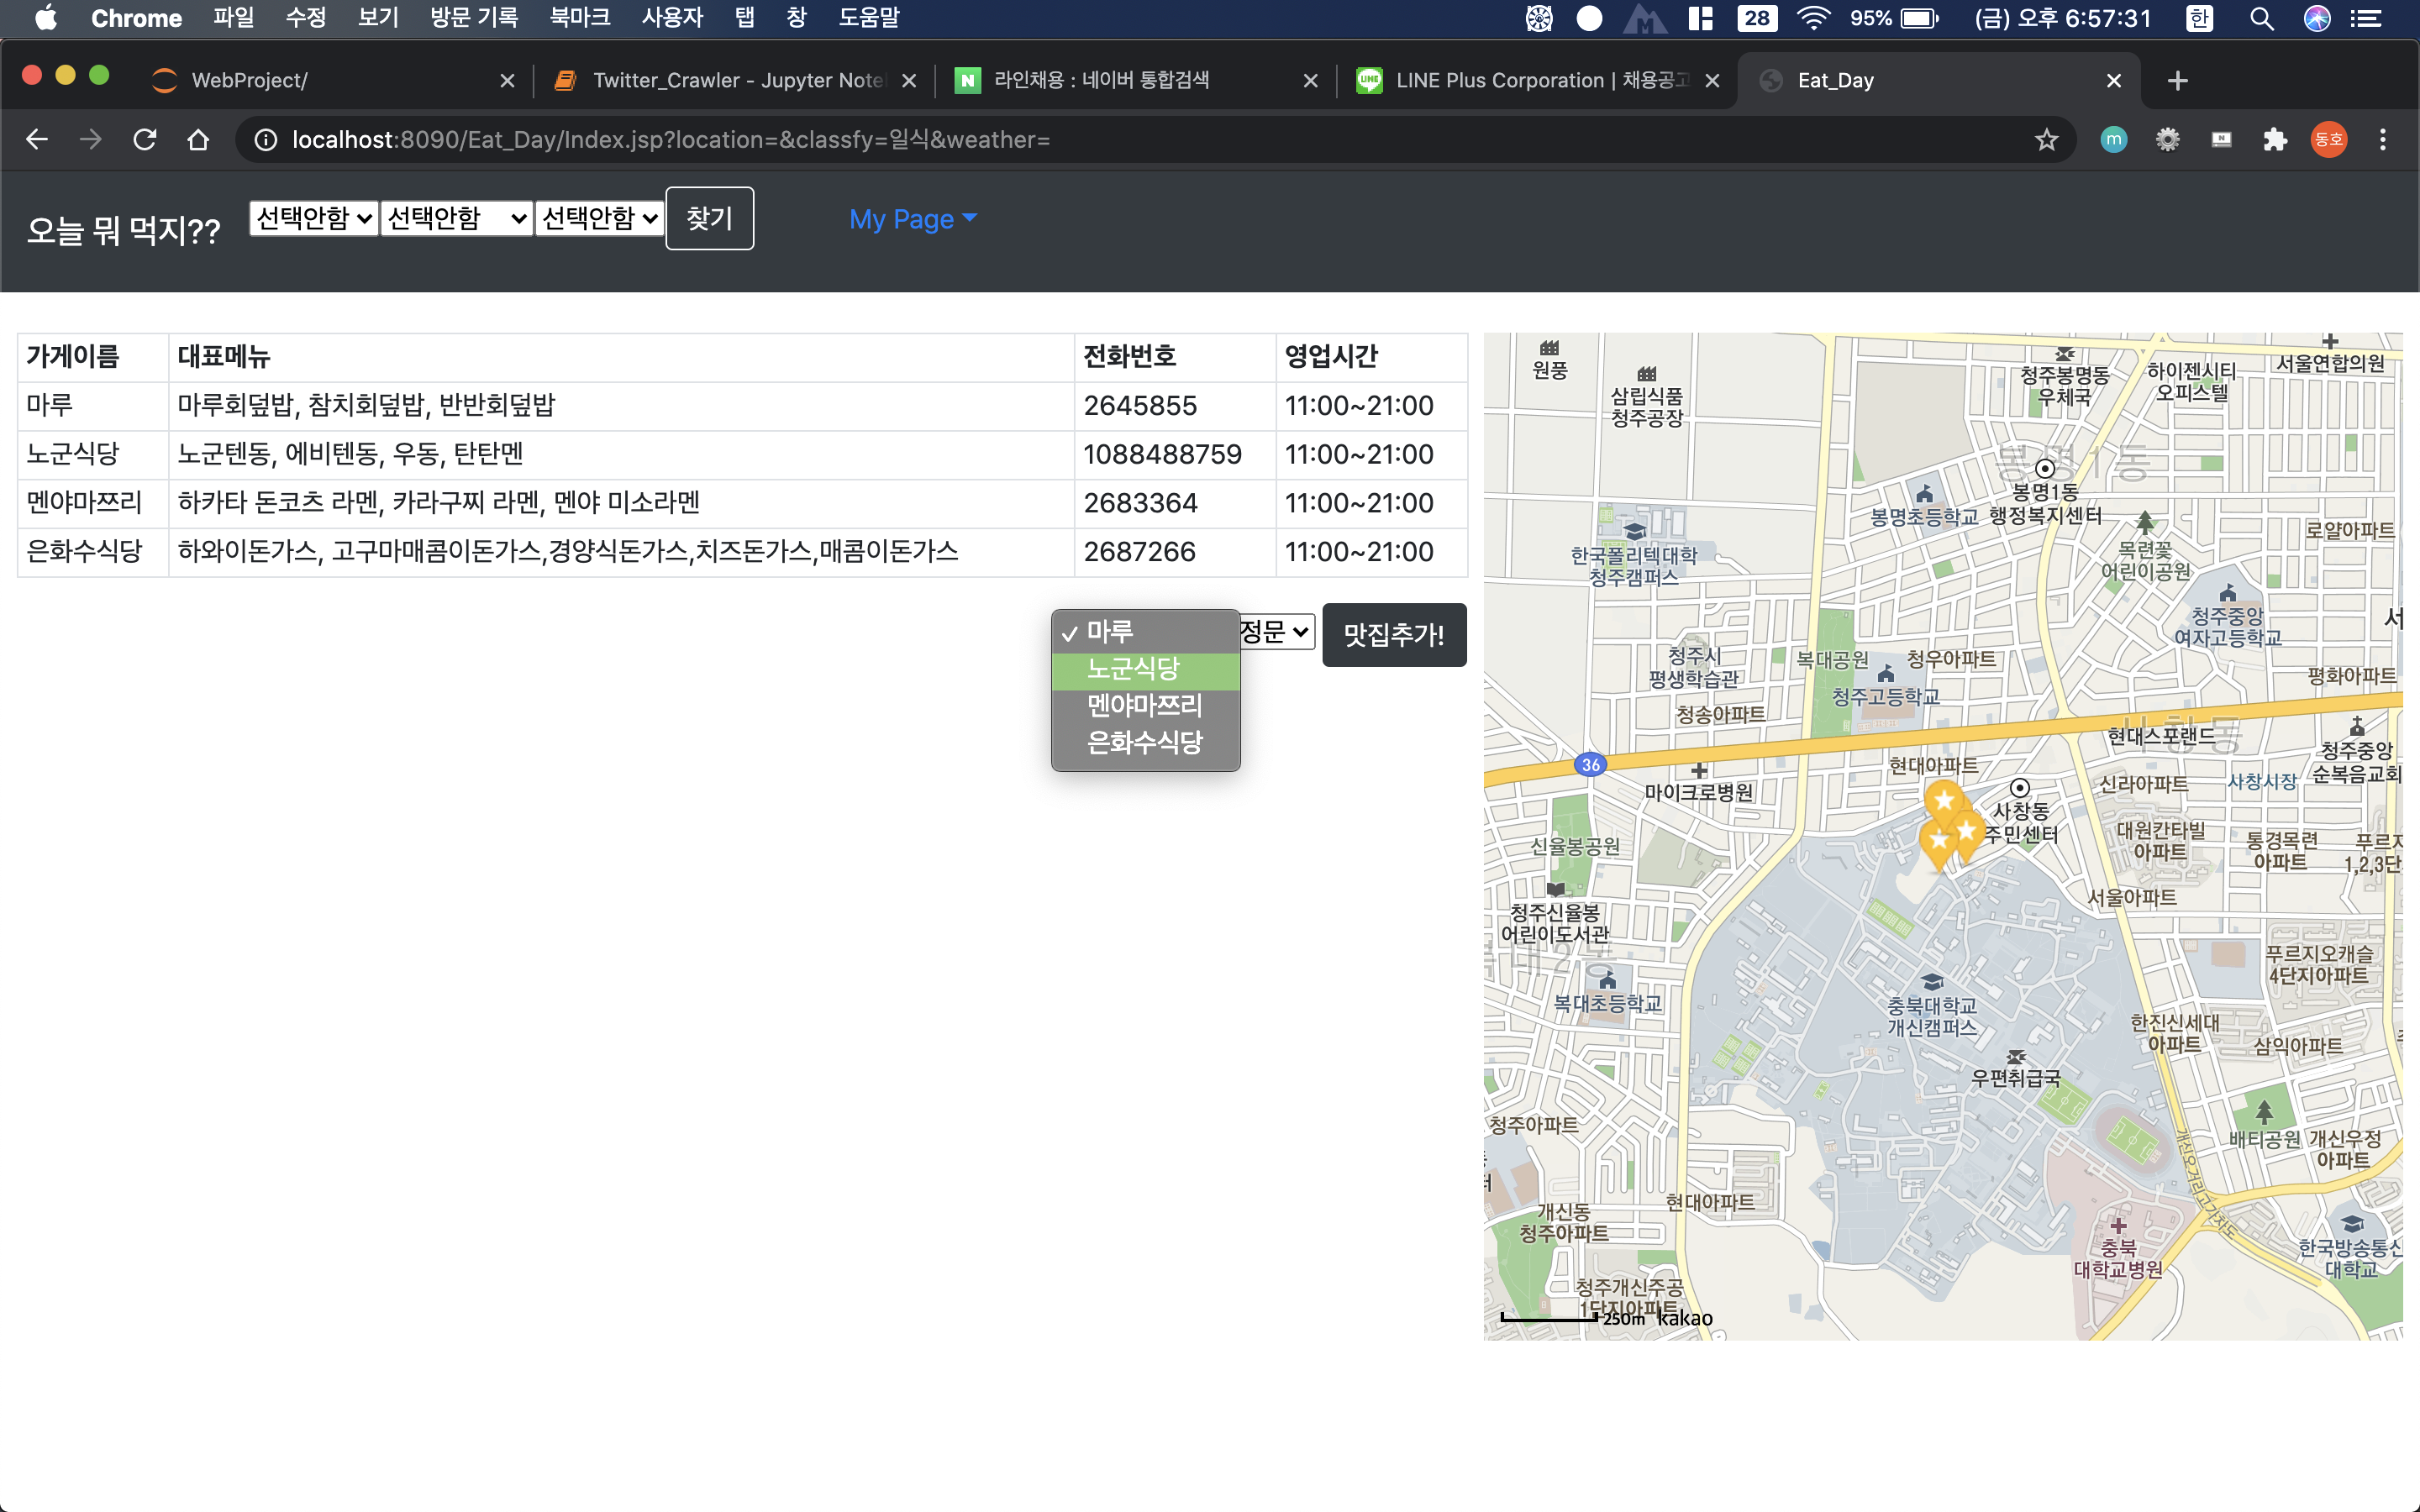 Chrome 파일 수정 보기 방문 기록 북마크 사용자 탭 창 도움말 28 95% (금) 오후 6:57:31 한
WebProject/ Twitter_Crawler - Jupyter Note 라인채용 : 네이버 통합검색 LINE Plus Corporation | 채용공고 Eat_Day
localhost:8090/Eat_Day/Index.jsp?location=&classfy=일식&weather= m N 동호
오늘 뭐 먹지?? 선택안함 선택안함 선택안함 찾기 My Page
가게이름 대표메뉴 전화번호 영업시간
마루 마루회덮밥, 참치회덮밥, 반반회덮밥 2645855 11:00~21:00
노군식당 노군텐동, 에비텐동, 우동, 탄탄멘 1088488759 11:00~21:00
멘야마쯔리 하카타 돈코츠 라멘, 카라구찌 라멘, 멘야 미소라멘 2683364 11:00~21:00
은화수식당 하와이돈가스, 고구마매콤이돈가스,경양식돈가스,치즈돈가스,매콤이돈가스 2687266 11:00~21:00
✓ 마루 정문 맛집추가!
노군식당
멘야마쯔리
은화수식당
원풍
삼립식품
청주공장
청주봉명동
우체국
하이젠시티
오피스텔
서울연합의원
봉명1동
봉명1동
행정복지센터
봉명초등학교
로얄아파트
한국폴리텍대학
청주캠퍼스
목련꽃
어린이공원
청주중앙
여자고등학교
서
청주시
평생학습관
복대공원
청우아파트
청주고등학교
평화아파트
청송아파트
사창동
현대스포랜드
청주중앙
순복음교회
36
현대아파트
마이크로병원
신라아파트
사창시장
사창동
주민센터
대원칸타빌
아파트
통경목련
아파트
푸르지
1,2,3단
신율봉공원
서울아파트
청주신율봉
어린이도서관
복대2동
푸르지오캐슬
4단지아파트
복대초등학교
충북대학교
개신캠퍼스
한진신세대
아파트
삼익아파트
우편취급국
청주아파트
배티공원
개신우정
아파트
개신오거리고가차도
현대아파트
개신동
청주아파트
충북
대학교병원
한국방송통신
대학교
청주개신주공
1단지아파트
250m kakao